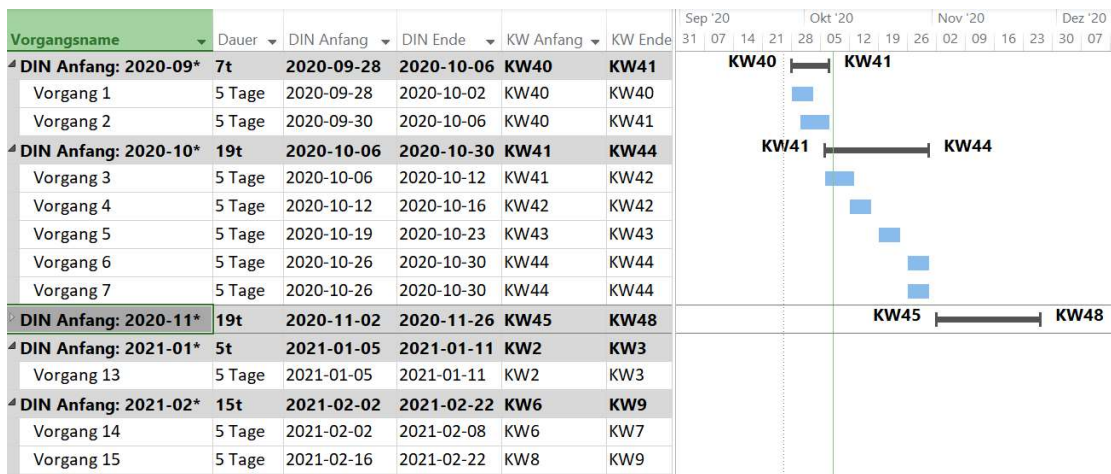 Sep '20 Okt '20 Nov '20 Dez '20
Vorgangsname Dauer DIN Anfang DIN Ende KW Anfang KW Ende 31 07 14 21 28 05 12 19 26 02 09 16 23 30 07
DIN Anfang: 2020-09* 7t 2020-09-28 2020-10-06 KW40 KW41 KW40 KW41
Vorgang 1 5 Tage 2020-09-28 2020-10-02 KW40 KW40
Vorgang 2 5 Tage 2020-09-30 2020-10-06 KW40 KW41
DIN Anfang: 2020-10* 19t 2020-10-06 2020-10-30 KW41 KW44 KW41 KW44
Vorgang 3 5 Tage 2020-10-06 2020-10-12 KW41 KW42
Vorgang 4 5 Tage 2020-10-12 2020-10-16 KW42 KW42
Vorgang 5 5 Tage 2020-10-19 2020-10-23 KW43 KW43
Vorgang 6 5 Tage 2020-10-26 2020-10-30 KW44 KW44
Vorgang 7 5 Tage 2020-10-26 2020-10-30 KW44 KW44
DIN Anfang: 2020-11* 19t 2020-11-02 2020-11-26 KW45 KW48 KW45 KW48
DIN Anfang: 2021-01* 5t 2021-01-05 2021-01-11 KW2 KW3
Vorgang 13 5 Tage 2021-01-05 2021-01-11 KW2 KW3
DIN Anfang: 2021-02* 15t 2021-02-02 2021-02-22 KW6 KW9
Vorgang 14 5 Tage 2021-02-02 2021-02-08 KW6 KW7
Vorgang 15 5 Tage 2021-02-16 2021-02-22 KW8 KW9